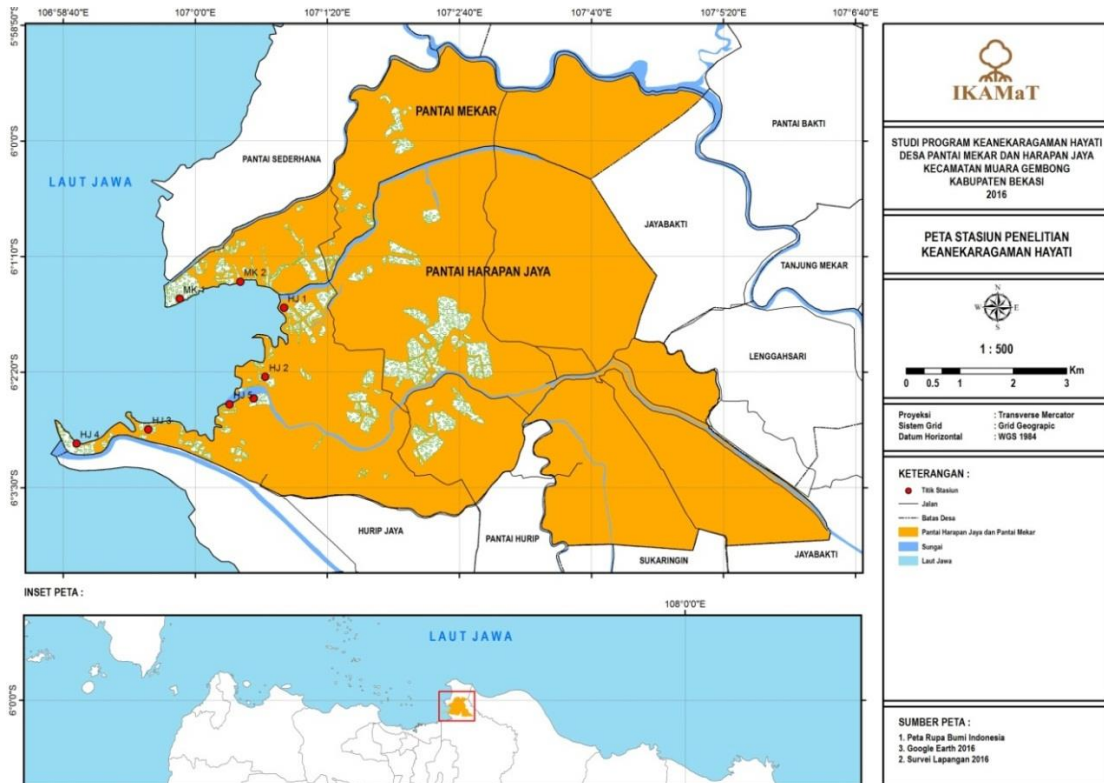 106°58'40"E
107°0'0"E
107°1'20"E
107°2'40"E
107°4'0"E
107°5'20"E
107°6'40"E
5°58'50"S
6°0'0"S
6°1'10"S
6°2'20"S
6°3'30"S
PANTAI MEKAR
PANTAI BAKTI
PANTAI SEDERHANA
LAUT JAWA
JAYABAKTI
TANJUNG MEKAR
PANTAI HARAPAN JAYA
MK 2
MK 1
HJ 1
LENGGAHSARI
HJ 2
HJ 5
HJ 3
HJ 4
HURIP JAYA
PANTAI HURIP
SUKARINGIN
JAYABAKTI
IKAMaT
STUDI PROGRAM KEANEKARAGAMAN HAYATI
DESA PANTAI MEKAR DAN HARAPAN JAYA
KECAMATAN MUARA GEMBONG
KABUPATEN BEKASI
2016
PETA STASIUN PENELITIAN
KEANEKARAGAMAN HAYATI
N
W E
S
1 : 500
Km
0 0.5 1 2 3
Proyeksi : Transverse Mercator
Sistem Grid : Grid Geograpic
Datum Horizontal : WGS 1984
KETERANGAN :
Titik Stasiun
Jalan
Batas Desa
Pantai Harapan Jaya dan Pantai Mekar
Sungai
Laut Jawa
SUMBER PETA :
1. Peta Rupa Bumi Indonesia
3. Google Earth 2016
2. Survei Lapangan 2016
INSET PETA :
108°0'0"E
LAUT JAWA
6°0'0"S